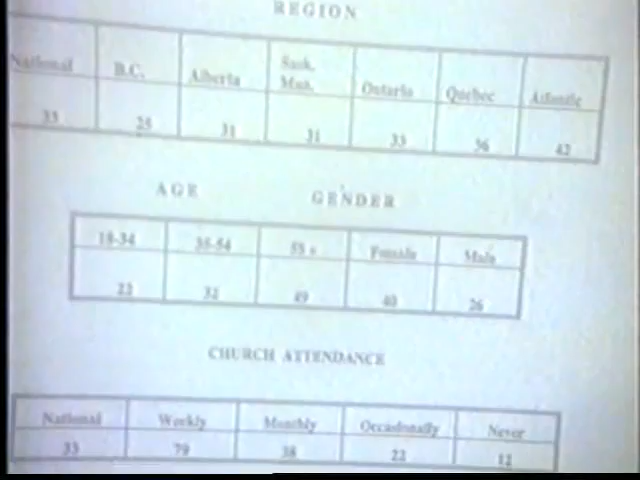 REGION
National B.C. Alberta Sask. Man. Ontario Quebec Atlantic
33 25 31 31 33 36 42
AGE GENDER
18-34 35-54 55 + Female Male
22 32 49 40 26
CHURCH ATTENDANCE
National Weekly Monthly Occasionally Never
33 79 38 22 12